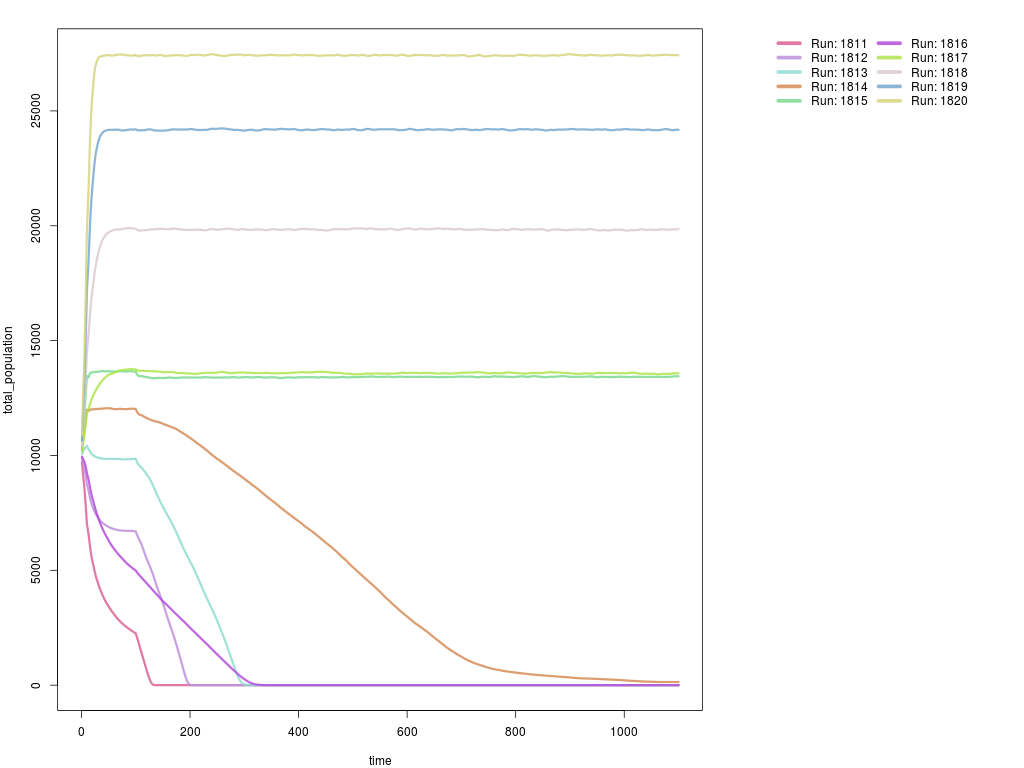 Run: 1811
Run: 1812
Run: 1813
Run: 1814
Run: 1815
Run: 1816
Run: 1817
Run: 1818
Run: 1819
Run: 1820
total_population
25000
20000
15000
10000
5000
0
0 200 400 600 800 1000
time